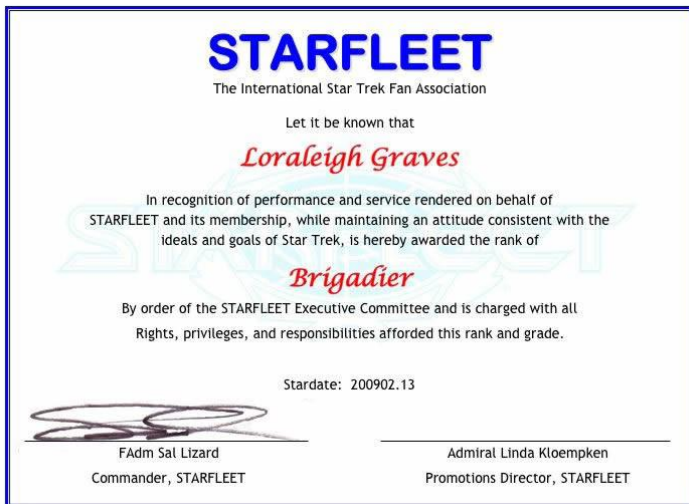 STARFLEET
The International Star Trek Fan Association
Let it be known that
Loraleigh Graves
In recognition of performance and service rendered on behalf of
STARFLEET and its membership, while maintaining an attitude consistent with the
ideals and goals of Star Trek, is hereby awarded the rank of
Brigadier
By order of the STARFLEET Executive Committee and is charged with all
Rights, privileges, and responsibilities afforded this rank and grade.
Stardate: 200902.13
FAdm Sal Lizard
Commander, STARFLEET
Admiral Linda Kloempken
Promotions Director, STARFLEET
STARFLEET